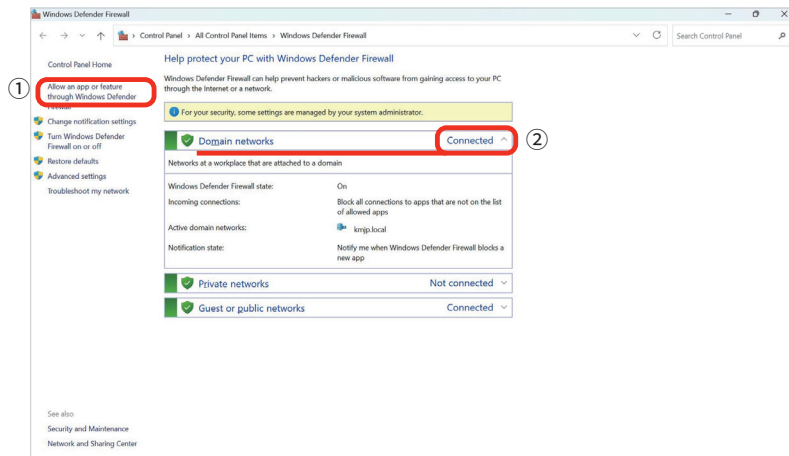 Windows Defender Firewall
Control Panel > All Control Panel Items > Windows Defender Firewall
Search Control Panel
Control Panel Home
①
Allow an app or feature
through Windows Defender
Firewall
Change notification settings
Turn Windows Defender
Firewall on or off
Restore defaults
Advanced settings
Troubleshoot my network
See also
Security and Maintenance
Network and Sharing Center
Help protect your PC with Windows Defender Firewall
Windows Defender Firewall can help prevent hackers or malicious software from gaining access to your PC
through the Internet or a network.
For your security, some settings are managed by your system administrator.
Domain networks Connected ②
Networks at a workplace that are attached to a domain
Windows Defender Firewall state: On
Incoming connections: Block all connections to apps that are not on the list
of allowed apps
Active domain networks: kmjp.local
Notification state: Notify me when Windows Defender Firewall blocks a
new app
Private networks Not connected
Guest or public networks Connected